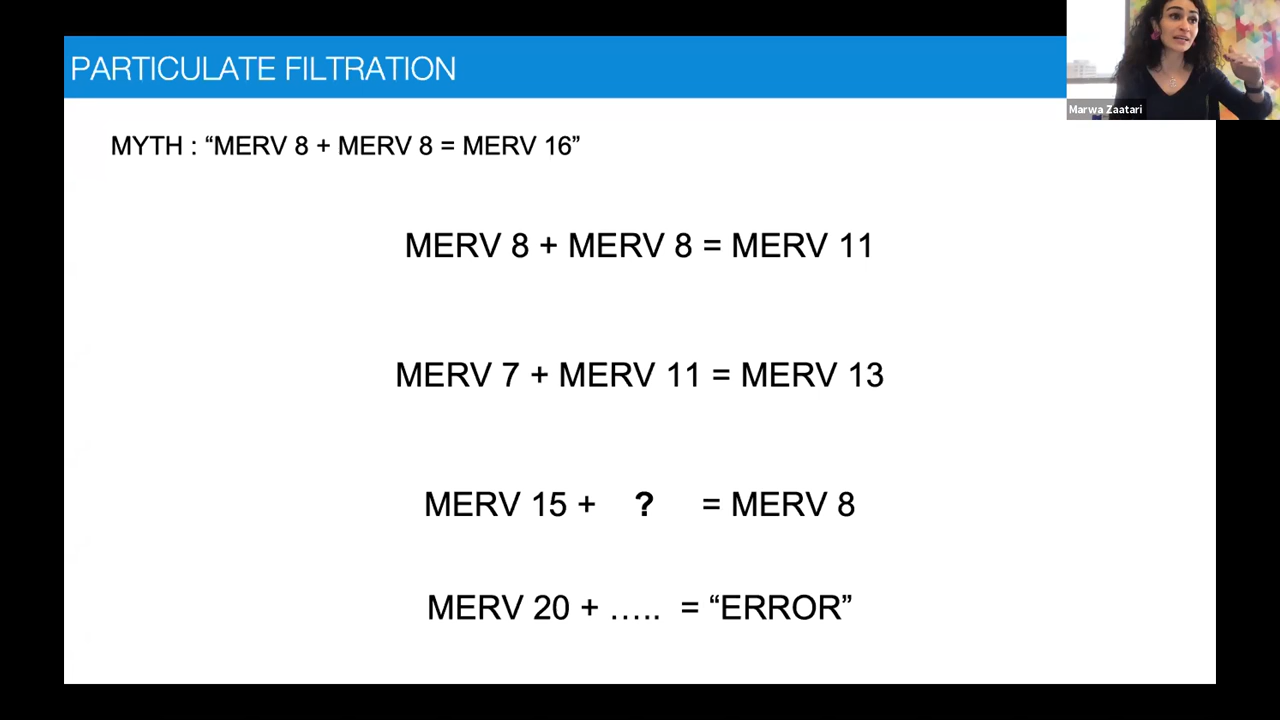 PARTICULATE FILTRATION
Marwa Zaatari
MYTH : “MERV 8 + MERV 8 = MERV 16”
MERV 8 + MERV 8 = MERV 11
MERV 7 + MERV 11 = MERV 13
MERV 15 + ? = MERV 8
MERV 20 + ….. = “ERROR”